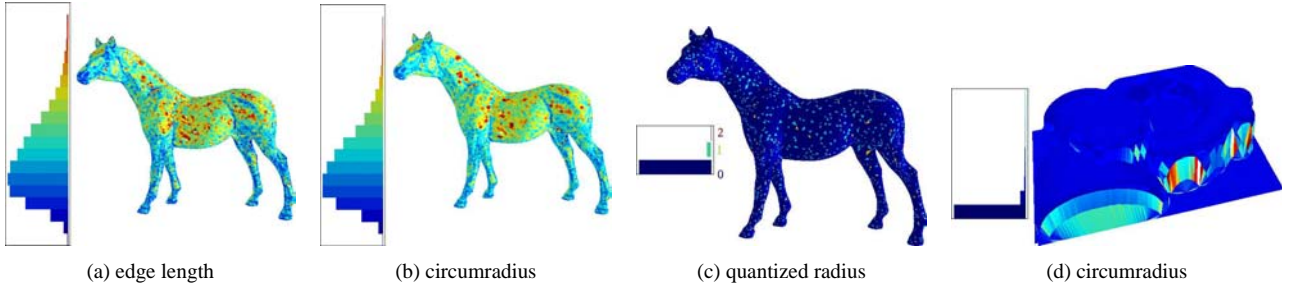 2
1
0
(a) edge length
(b) circumradius
(c) quantized radius
(d) circumradius